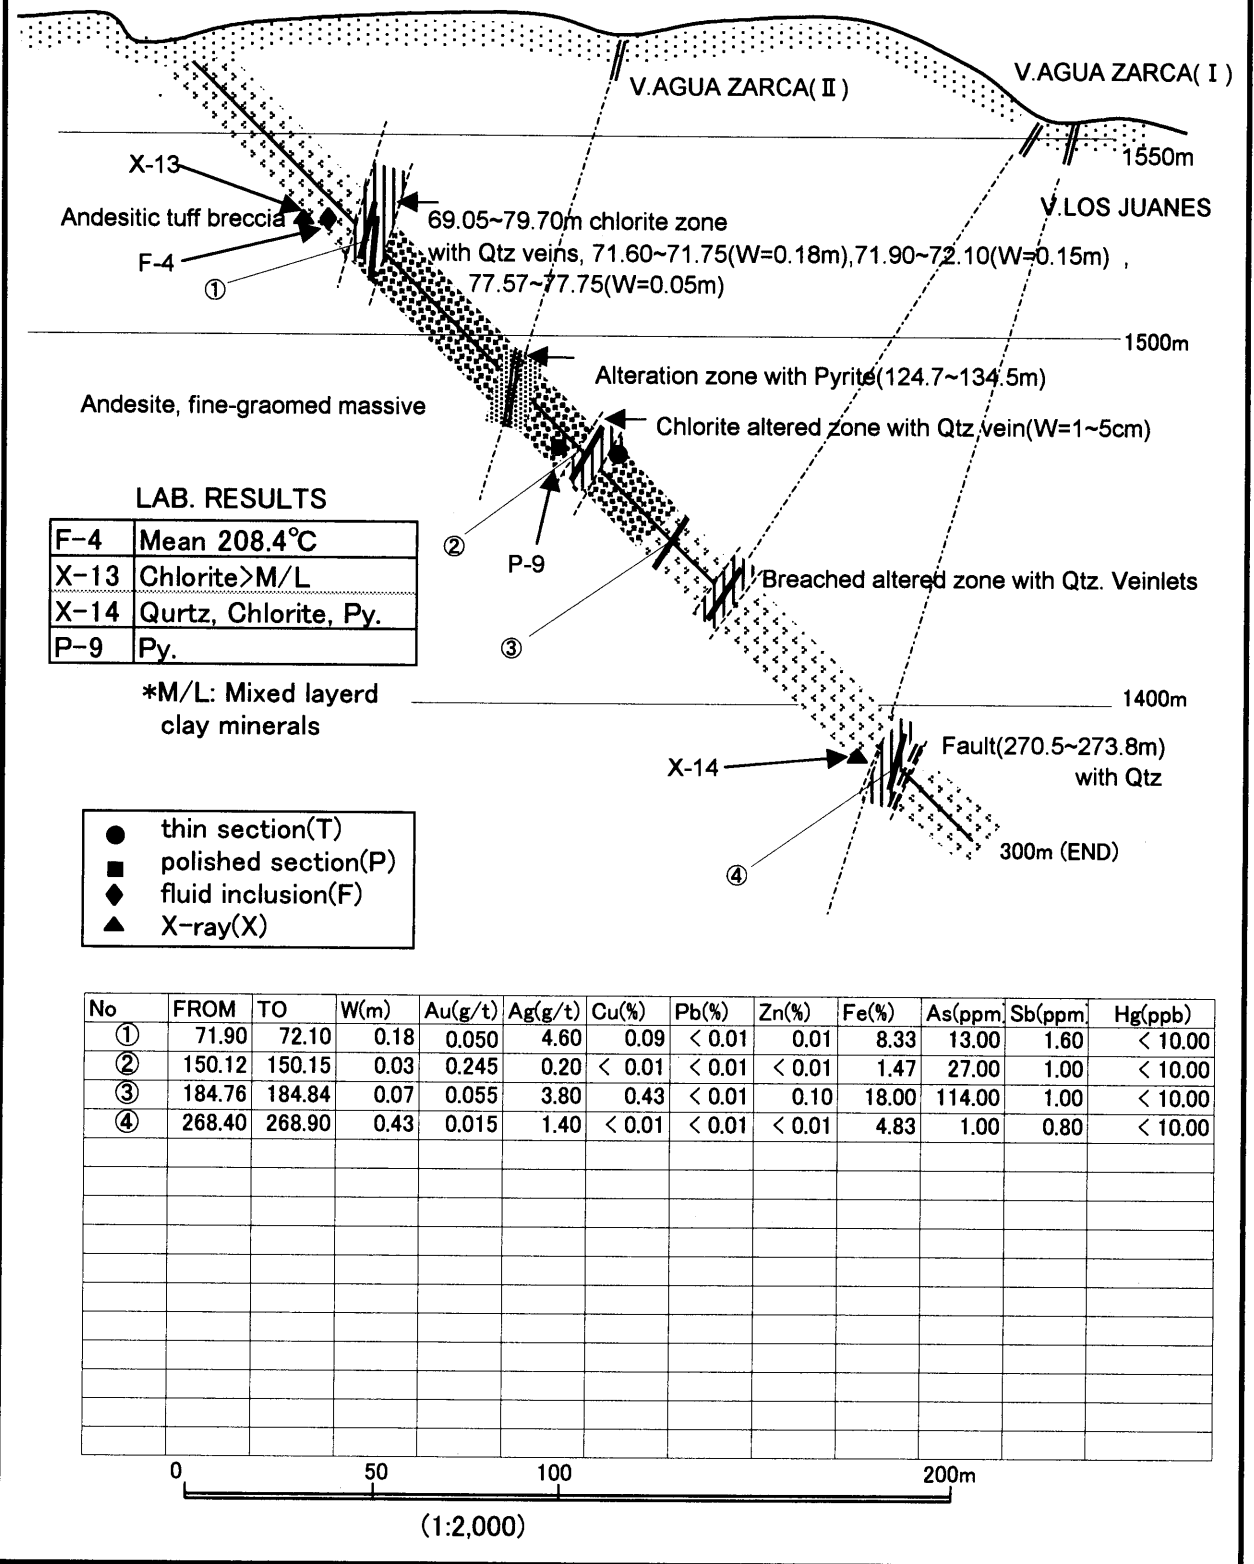 V.AGUA ZARCA( I )
V.AGUA ZARCA( II )
1550m
X-13
V.LOS JUANES
Andesitic tuff breccia
69.05~79.70m chlorite zone
with Qtz veins, 71.60~71.75(W=0.18m),71.90~72.10(W=0.15m) ,
77.57~77.75(W=0.05m)
F-4
①
1500m
Alteration zone with Pyrite(124.7~134.5m)
Andesite, fine-graomed massive
Chlorite altered zone with Qtz vein(W=1~5cm)
LAB. RESULTS
F-4 Mean 208.4°C
X-13 Chlorite>M/L
X-14 Qurtz, Chlorite, Py.
P-9 Py.
*M/L: Mixed layerd
clay minerals
②
P-9
③
Breached altered zone with Qtz. Veinlets
1400m
X-14
Fault(270.5~273.8m)
with Qtz
④
300m (END)
thin section(T)
polished section(P)
fluid inclusion(F)
X-ray(X)
No FROM TO W(m) Au(g/t) Ag(g/t) Cu(%) Pb(%) Zn(%) Fe(%) As(ppm) Sb(ppm) Hg(ppb)
① 71.90 72.10 0.18 0.050 4.60 0.09 < 0.01 0.01 8.33 13.00 1.60 < 10.00
② 150.12 150.15 0.03 0.245 0.20 < 0.01 < 0.01 < 0.01 1.47 27.00 1.00 < 10.00
③ 184.76 184.84 0.07 0.055 3.80 0.43 < 0.01 0.10 18.00 114.00 1.00 < 10.00
④ 268.40 268.90 0.43 0.015 1.40 < 0.01 < 0.01 < 0.01 4.83 1.00 0.80 < 10.00
0 50 100 200m
(1:2,000)